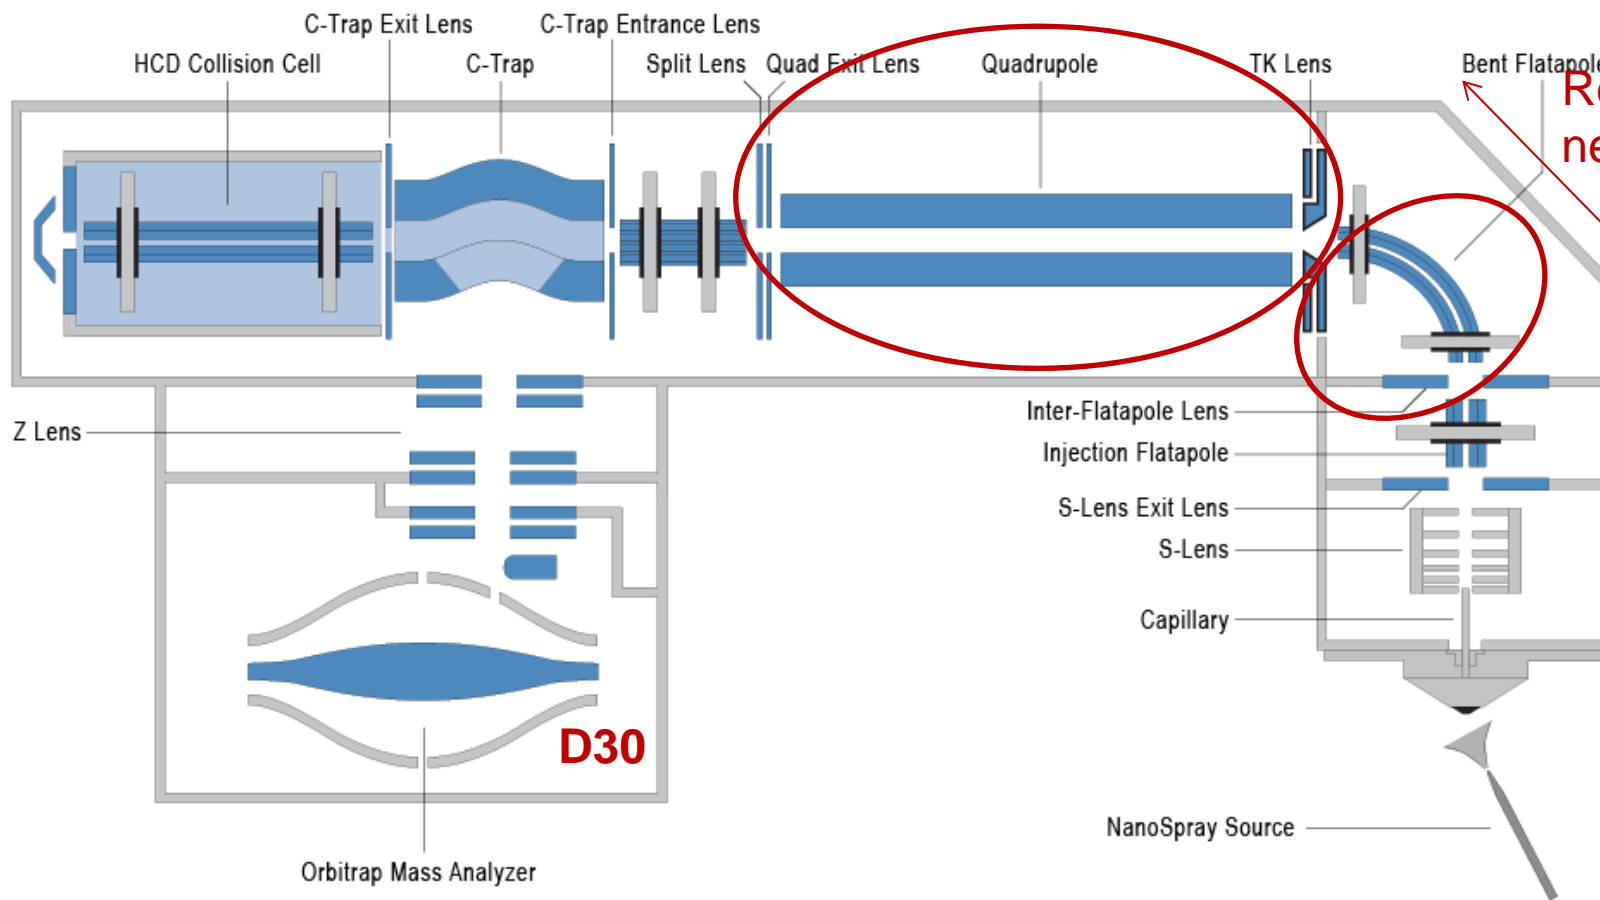 C-Trap Exit Lens
C-Trap Entrance Lens
HCD Collision Cell
C-Trap
Split Lens
Quad Exit Lens
Quadrupole
TK Lens
Bent Flatapole
Z Lens
Inter-Flatapole Lens
Injection Flatapole
S-Lens Exit Lens
S-Lens
Capillary
D30
NanoSpray Source
Orbitrap Mass Analyzer